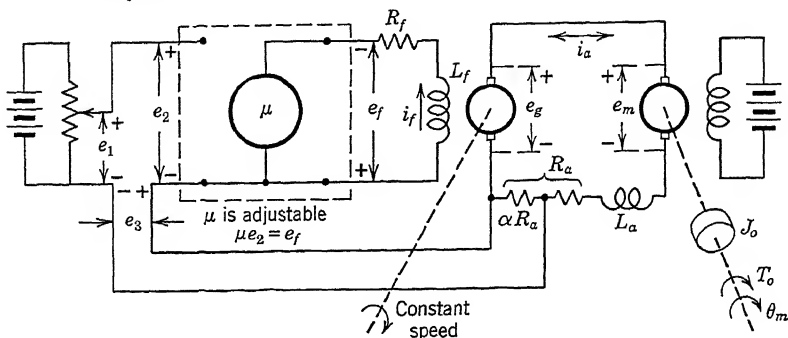 R_f
i_a
L_f
+
−
+
+
e_2
μ
e_f
i_f
e_g
e_m
+
e_1
−
−
+
−
−
− +
e_3
μ is adjustable
μe_2 = e_f
R_a
αR_a
L_a
J_o
T_o
θ_m
Constant
speed